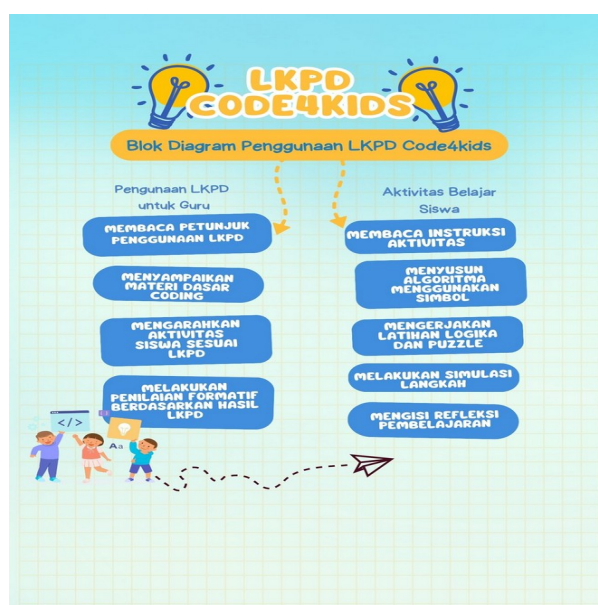 LKPD
CODE4KIDS
Blok Diagram Penggunaan LKPD Code4kids
Pengunaan LKPD
untuk Guru
MEMBACA PETUNJUK
PENGGUNAAN LKPD
MENYAMPAIKAN
MATERI DASAR
CODING
MENGARAHKAN
AKTIVITAS
SISWA SESUAI
LKPD
MELAKUKAN
PENILAIAN FORMATIF
BERDASARKAN HASIL
LKPD
Aktivitas Belajar
Siswa
MEMBACA INSTRUKSI
AKTIVITAS
MENYUSUN
ALGORITMA
MENGGUNAKAN
SIMBOL
MENGERJAKAN
LATIHAN LOGIKA
DAN PUZZLE
MELAKUKAN SIMULASI
LANGKAH
MENGISI REFLEKSI
PEMBELAJARAN
</>
Aa